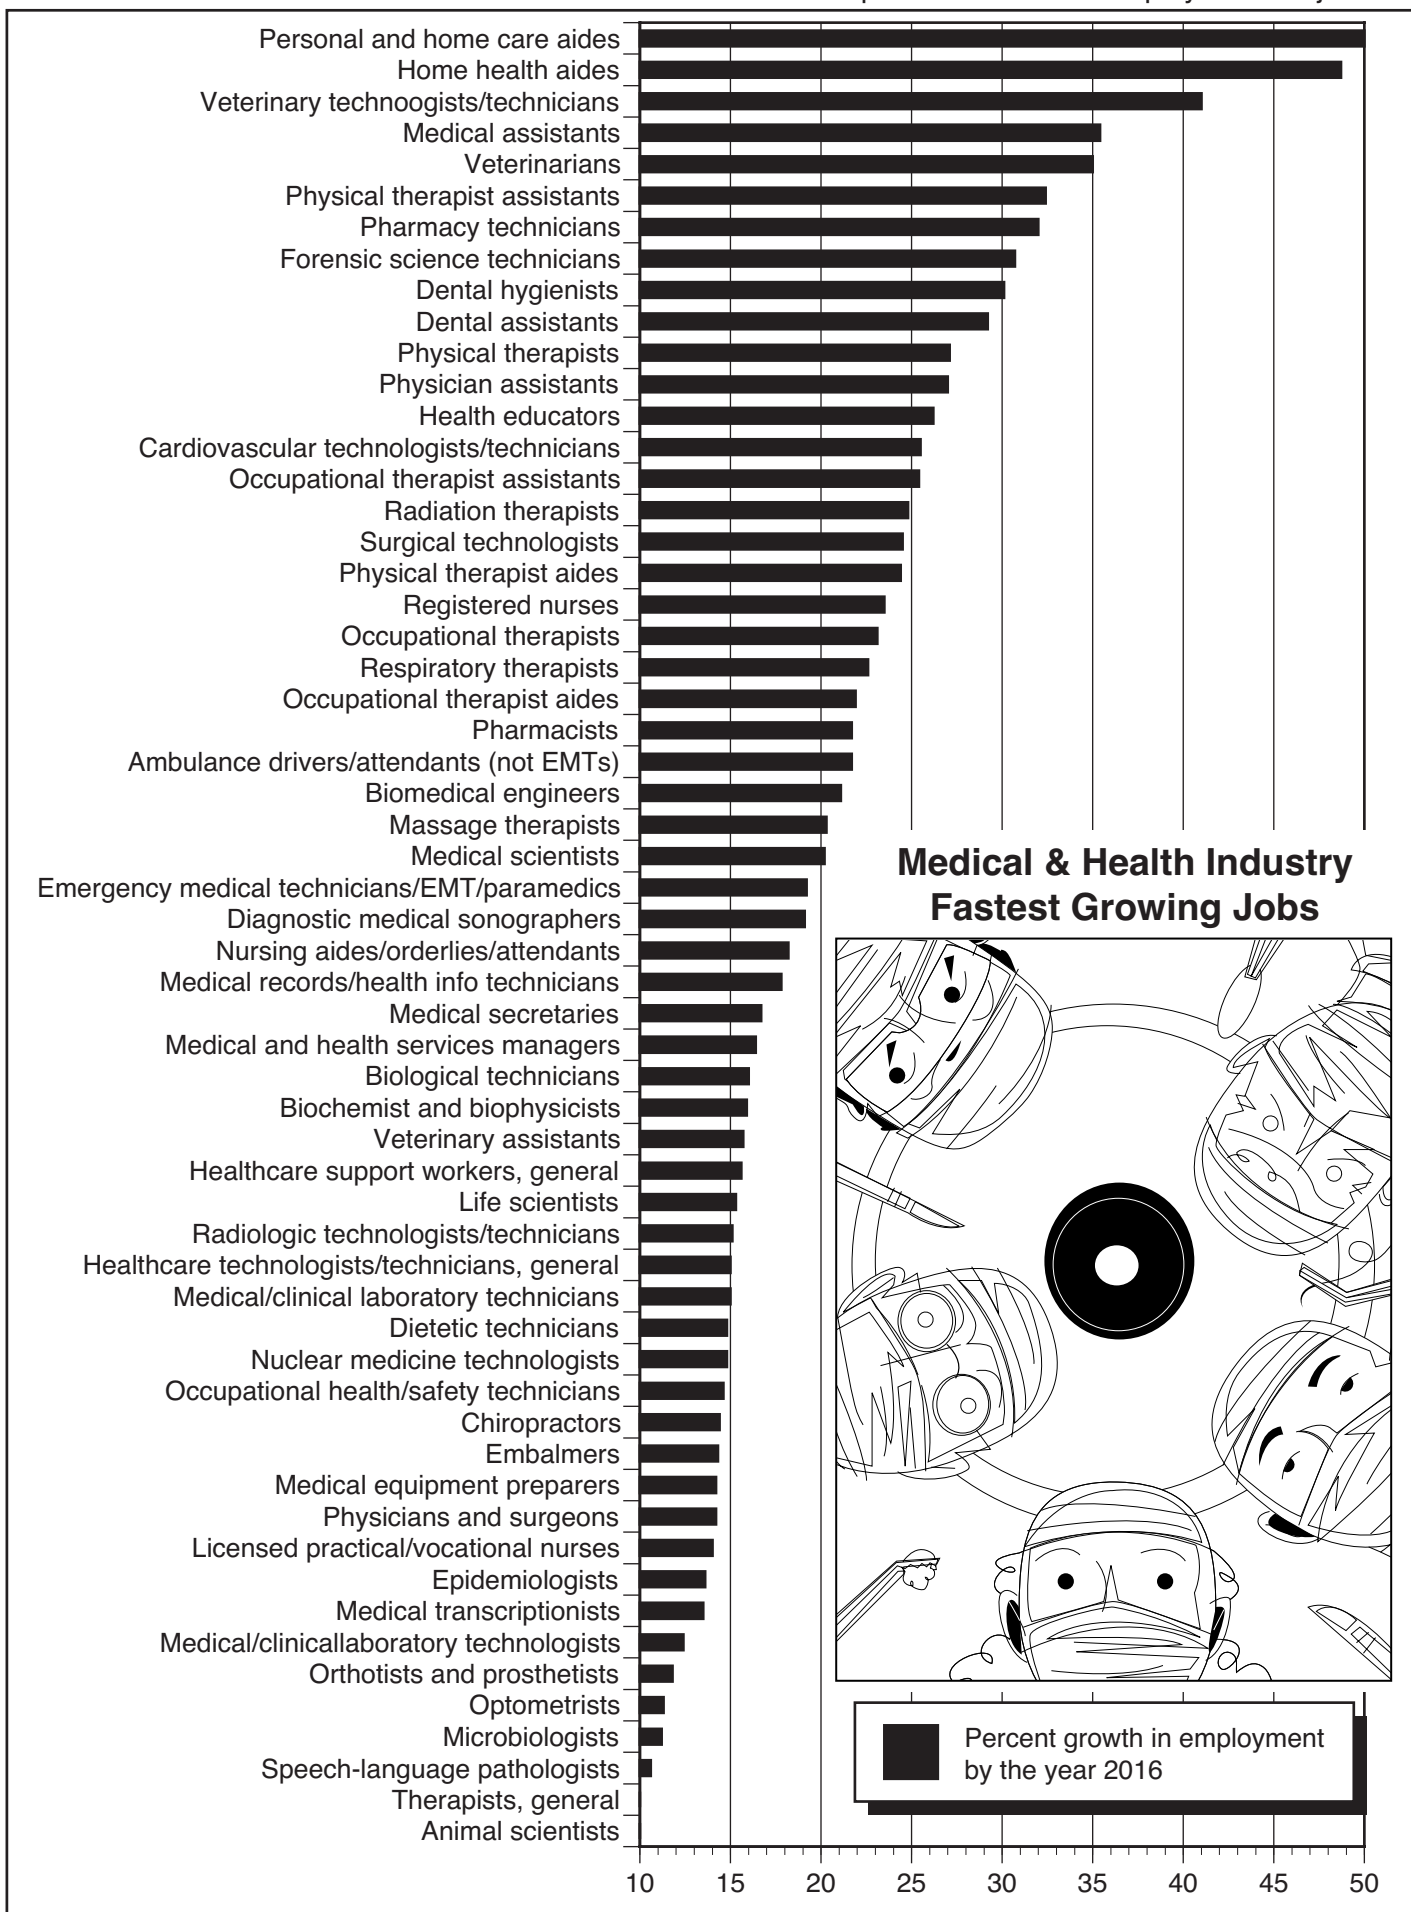 Personal and home care aides
Home health aides
Veterinary technoogists/technicians
Medical assistants
Veterinarians
Physical therapist assistants
Pharmacy technicians
Forensic science technicians
Dental hygienists
Dental assistants
Physical therapists
Physician assistants
Health educators
Cardiovascular technologists/technicians
Occupational therapist assistants
Radiation therapists
Surgical technologists
Physical therapist aides
Registered nurses
Occupational therapists
Respiratory therapists
Occupational therapist aides
Pharmacists
Ambulance drivers/attendants (not EMTs)
Biomedical engineers
Massage therapists
Medical scientists
Emergency medical technicians/EMT/paramedics
Diagnostic medical sonographers
Nursing aides/orderlies/attendants
Medical records/health info technicians
Medical secretaries
Medical and health services managers
Biological technicians
Biochemist and biophysicists
Veterinary assistants
Healthcare support workers, general
Life scientists
Radiologic technologists/technicians
Healthcare technologists/technicians, general
Medical/clinical laboratory technicians
Dietetic technicians
Nuclear medicine technologists
Occupational health/safety technicians
Chiropractors
Embalmers
Medical equipment preparers
Physicians and surgeons
Licensed practical/vocational nurses
Epidemiologists
Medical transcriptionists
Medical/clinicallaboratory technologists
Orthotists and prosthetists
Optometrists
Microbiologists
Speech-language pathologists
Therapists, general
Animal scientists
Medical & Health Industry
Fastest Growing Jobs
Percent growth in employment
by the year 2016
10 15 20 25 30 35 40 45 50